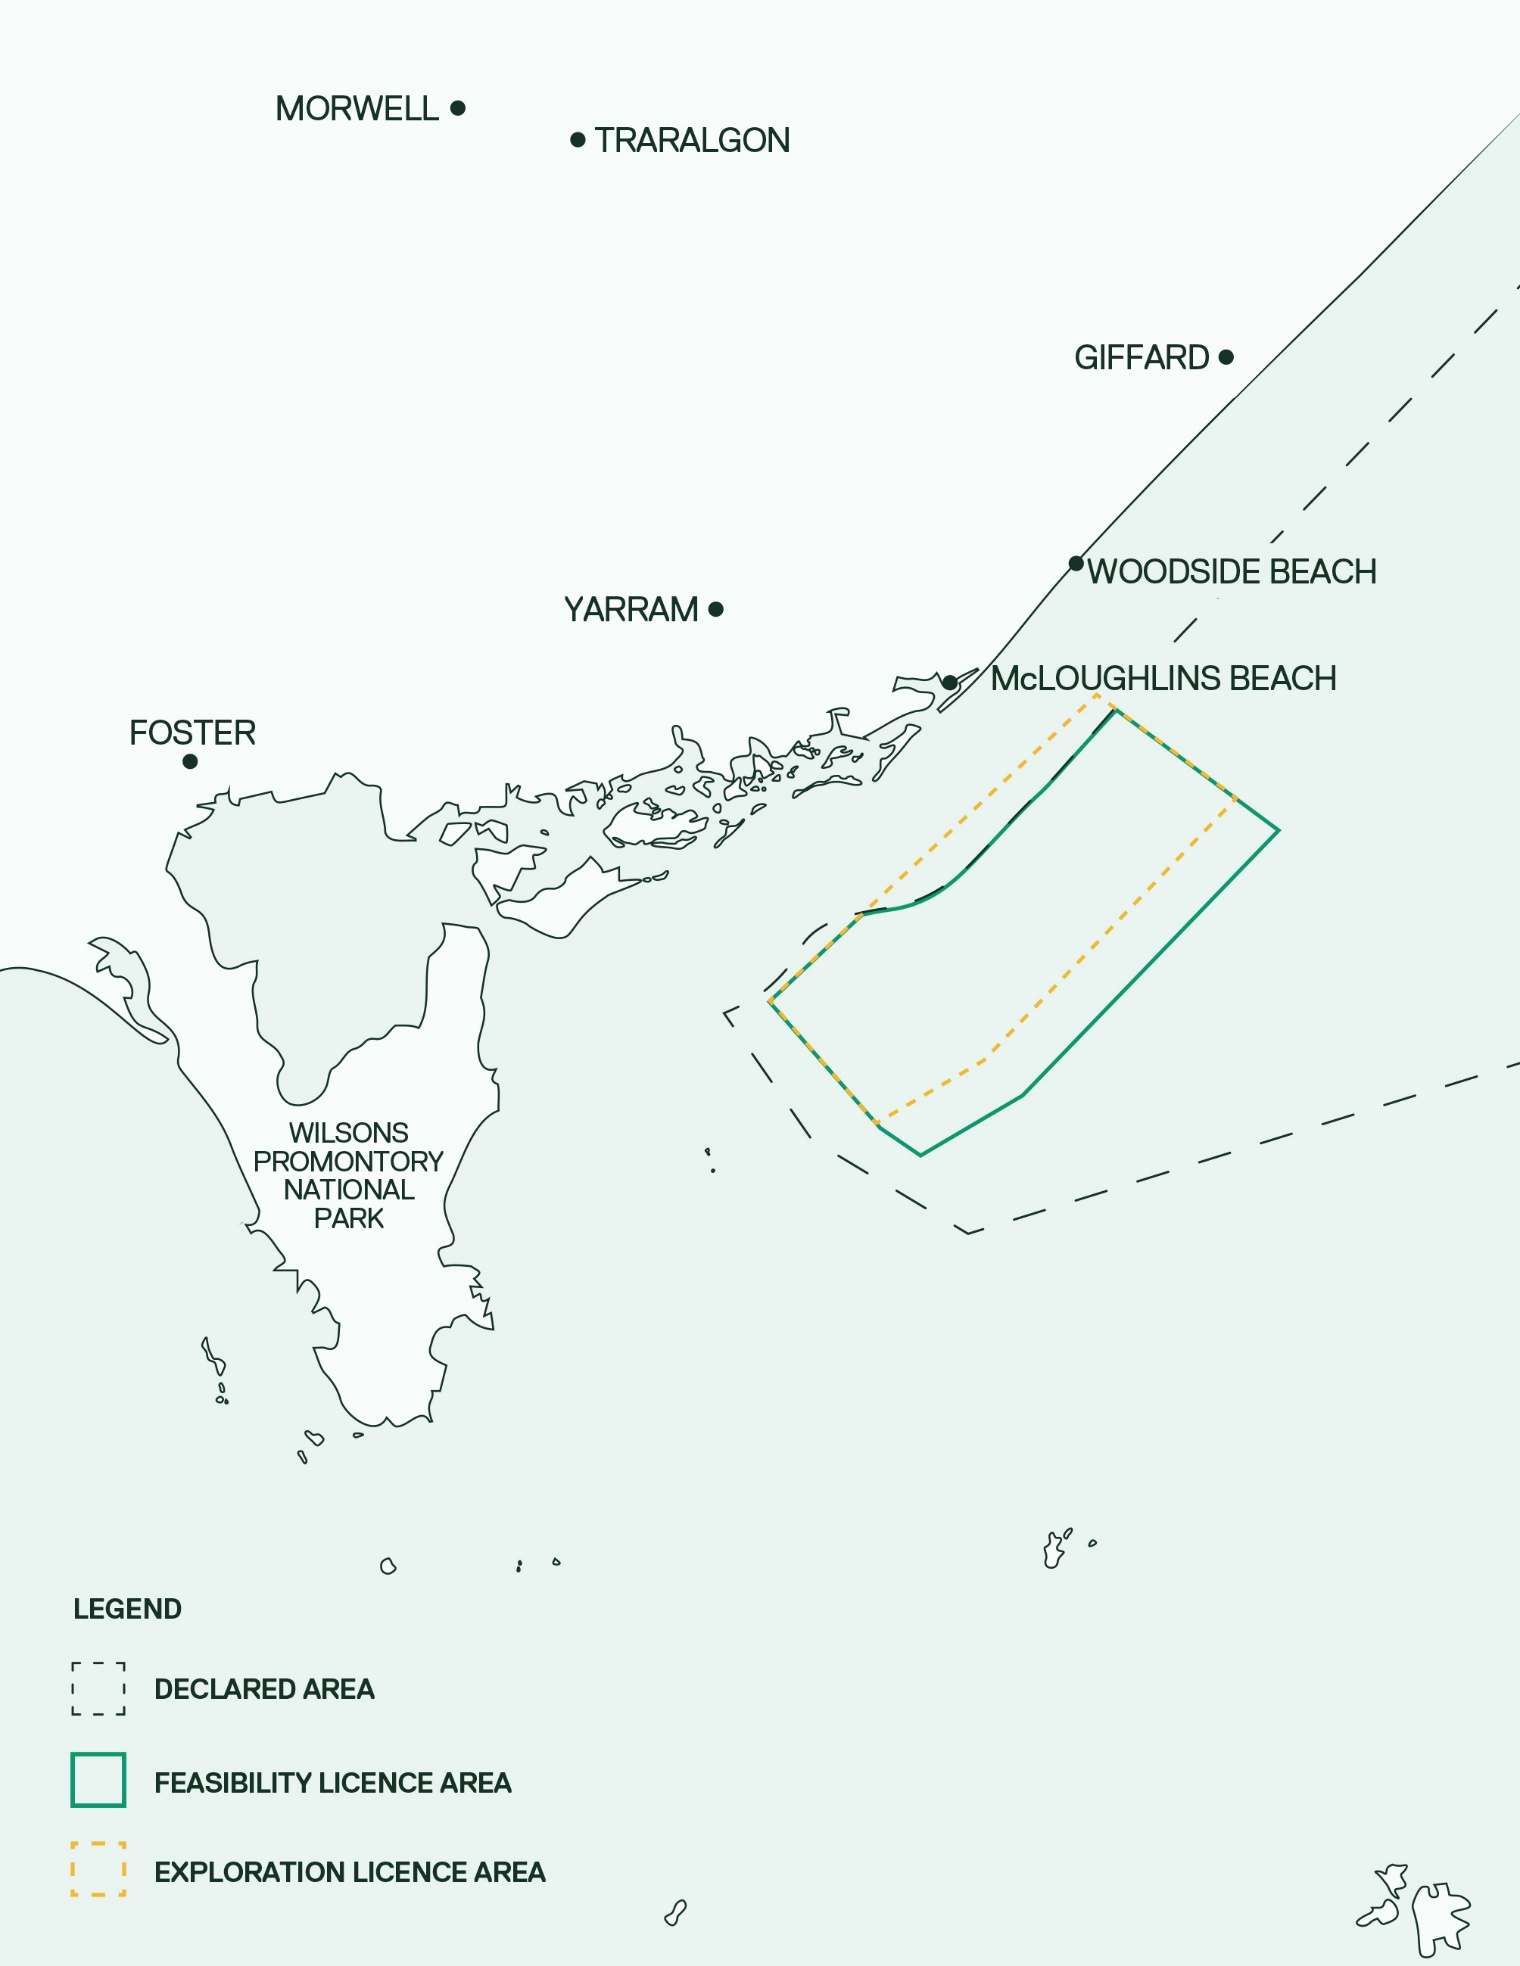 MORWELL
TRARALGON
GIFFARD
WOODSIDE BEACH
YARRAM
McLOUGHLINS BEACH
FOSTER
WILSONS
PROMONTORY
NATIONAL
PARK
LEGEND
DECLARED AREA
FEASIBILITY LICENCE AREA
EXPLORATION LICENCE AREA